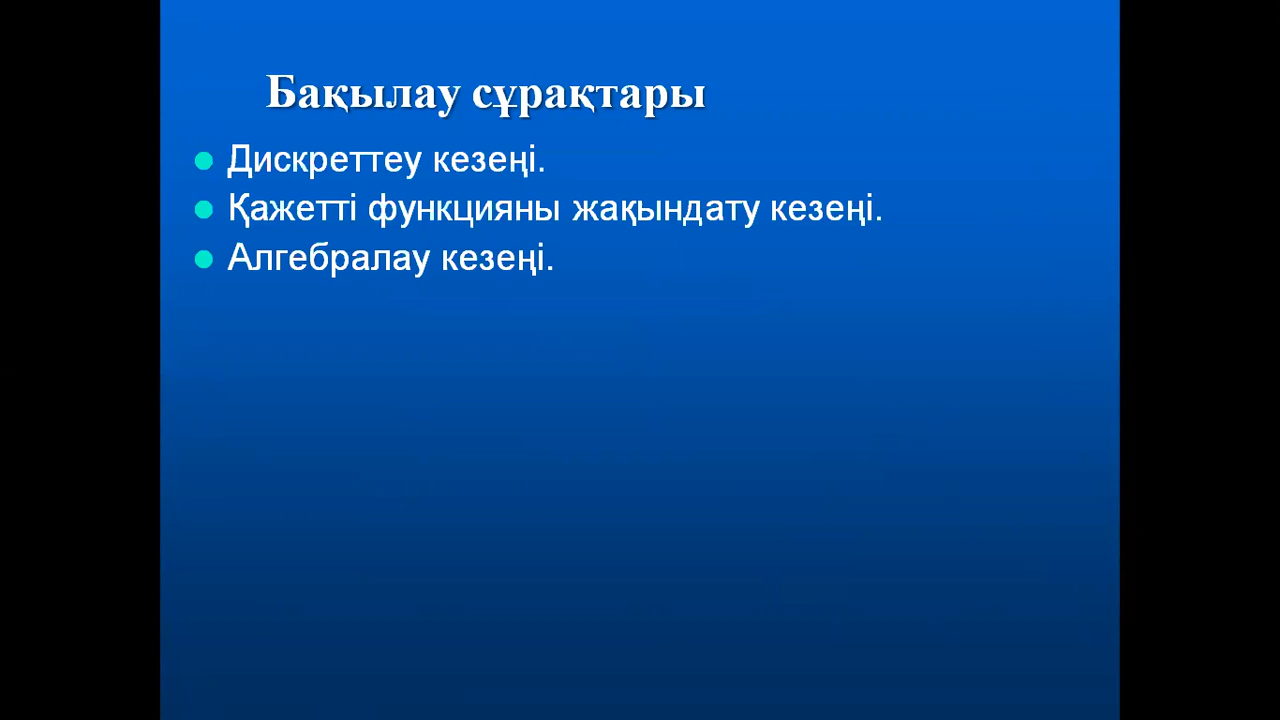 Бақылау сұрақтары
Дискреттеу кезеңі.
Қажетті функцияны жақындату кезеңі.
Алгебралау кезеңі.